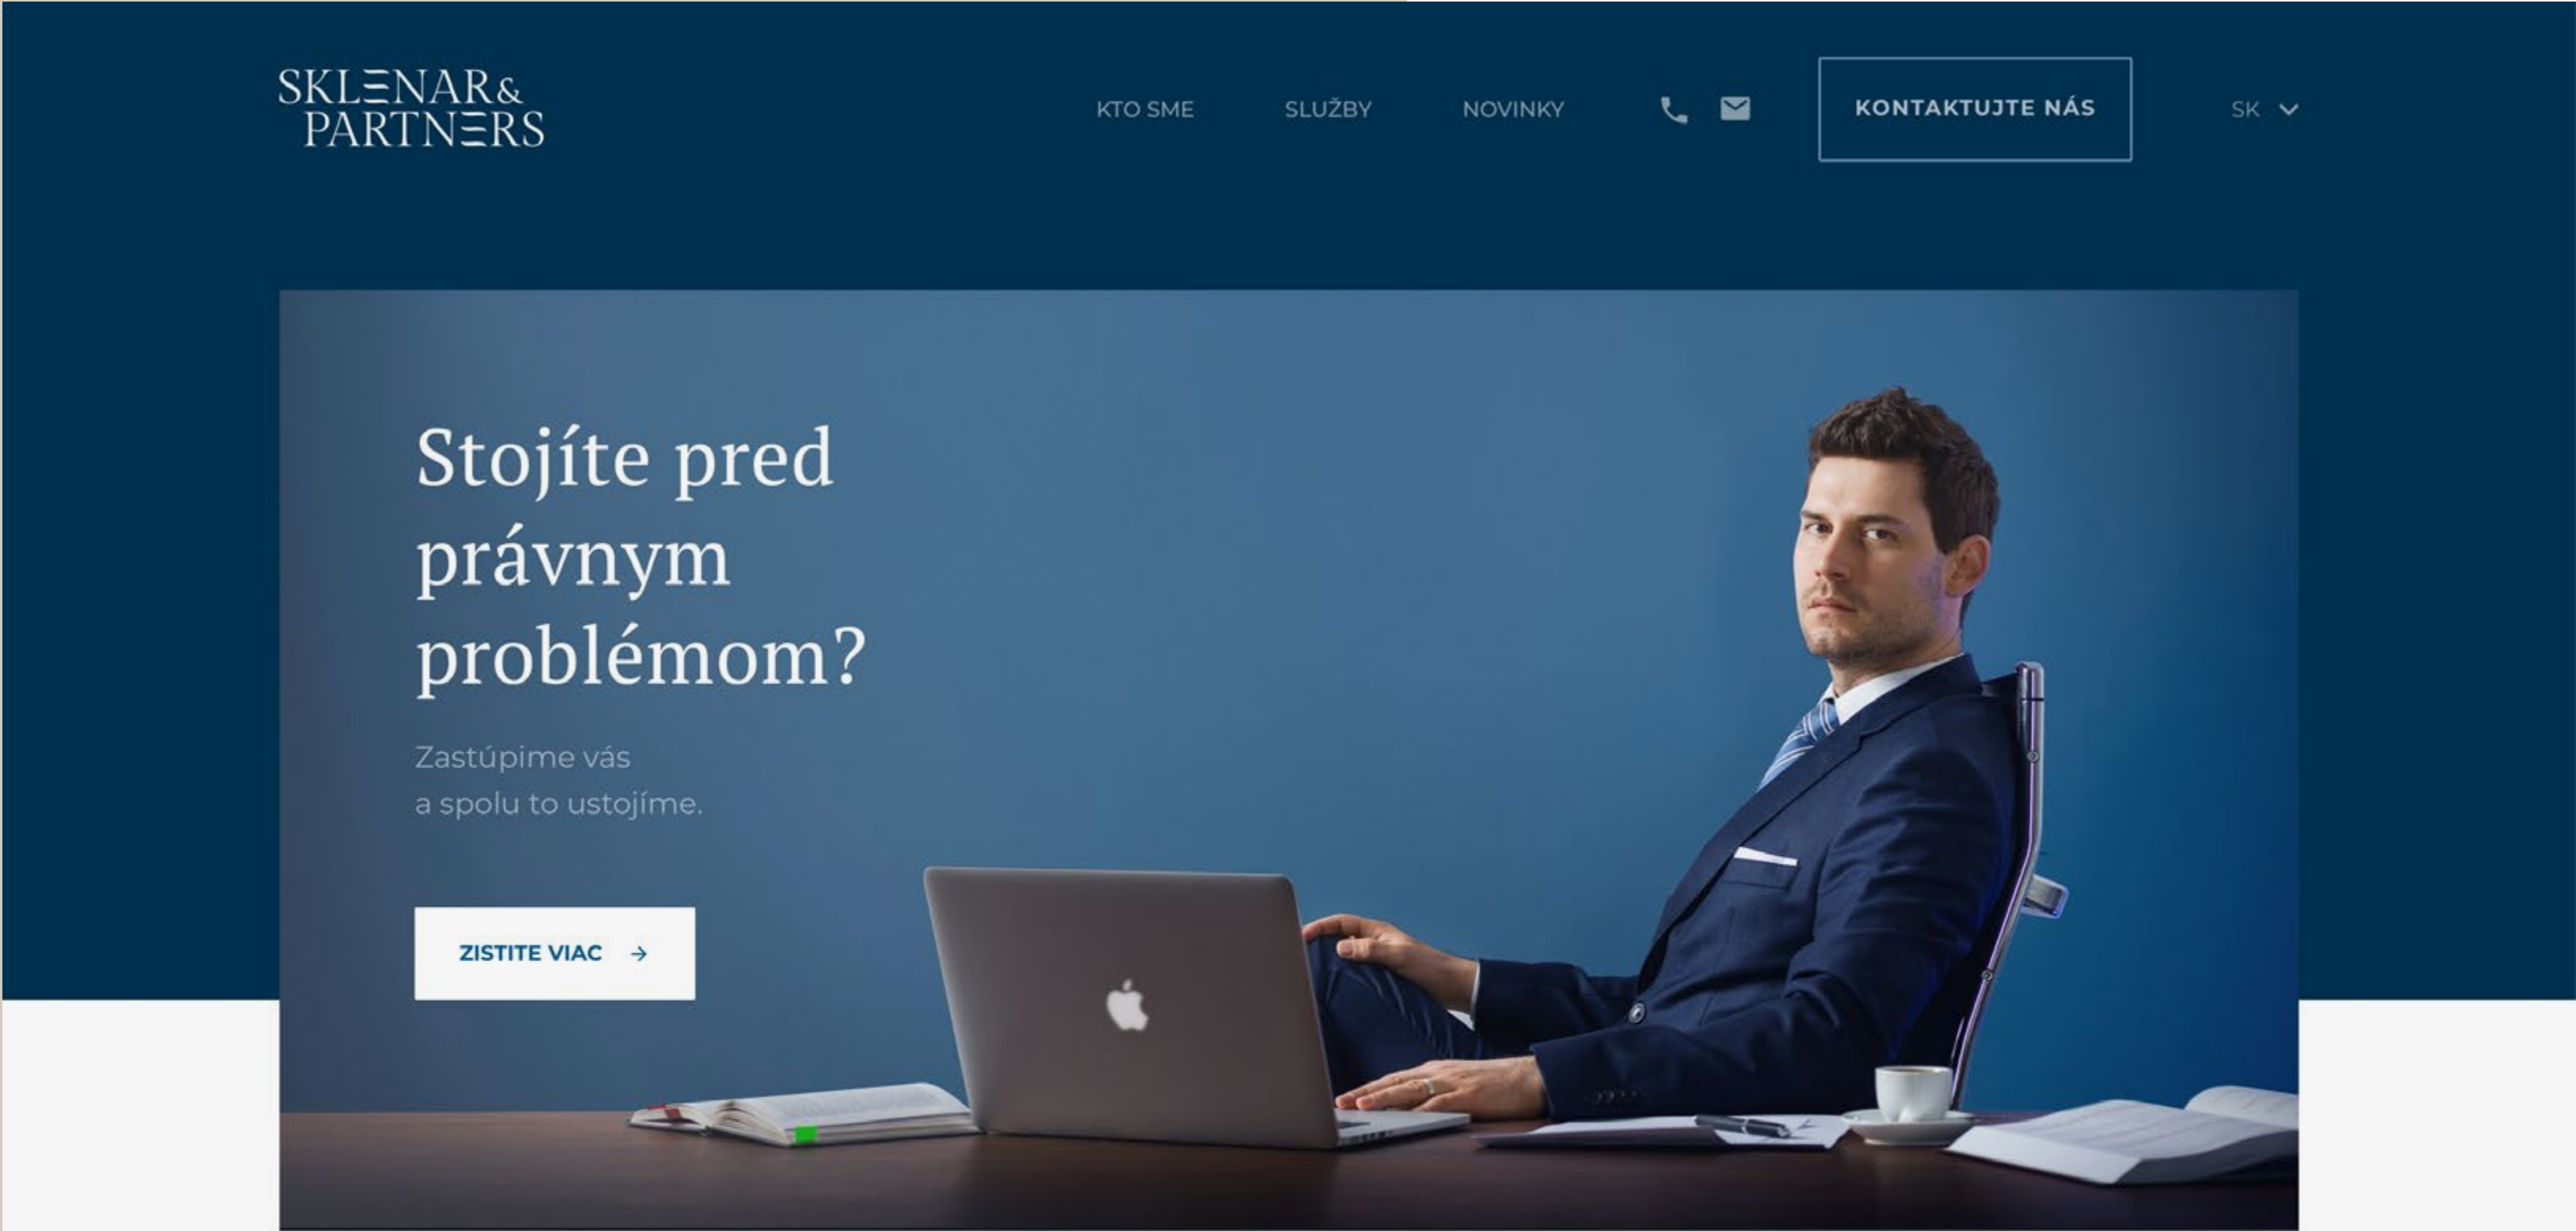 SKLENAR&
PARTNERS
KTO SME
SLUŽBY
NOVINKY
KONTAKTUJTE NÁS
SK
Stojíte pred
právnym
problémom?
Zastúpime vás
a spolu to ustojíme.
ZISTITE VIAC →